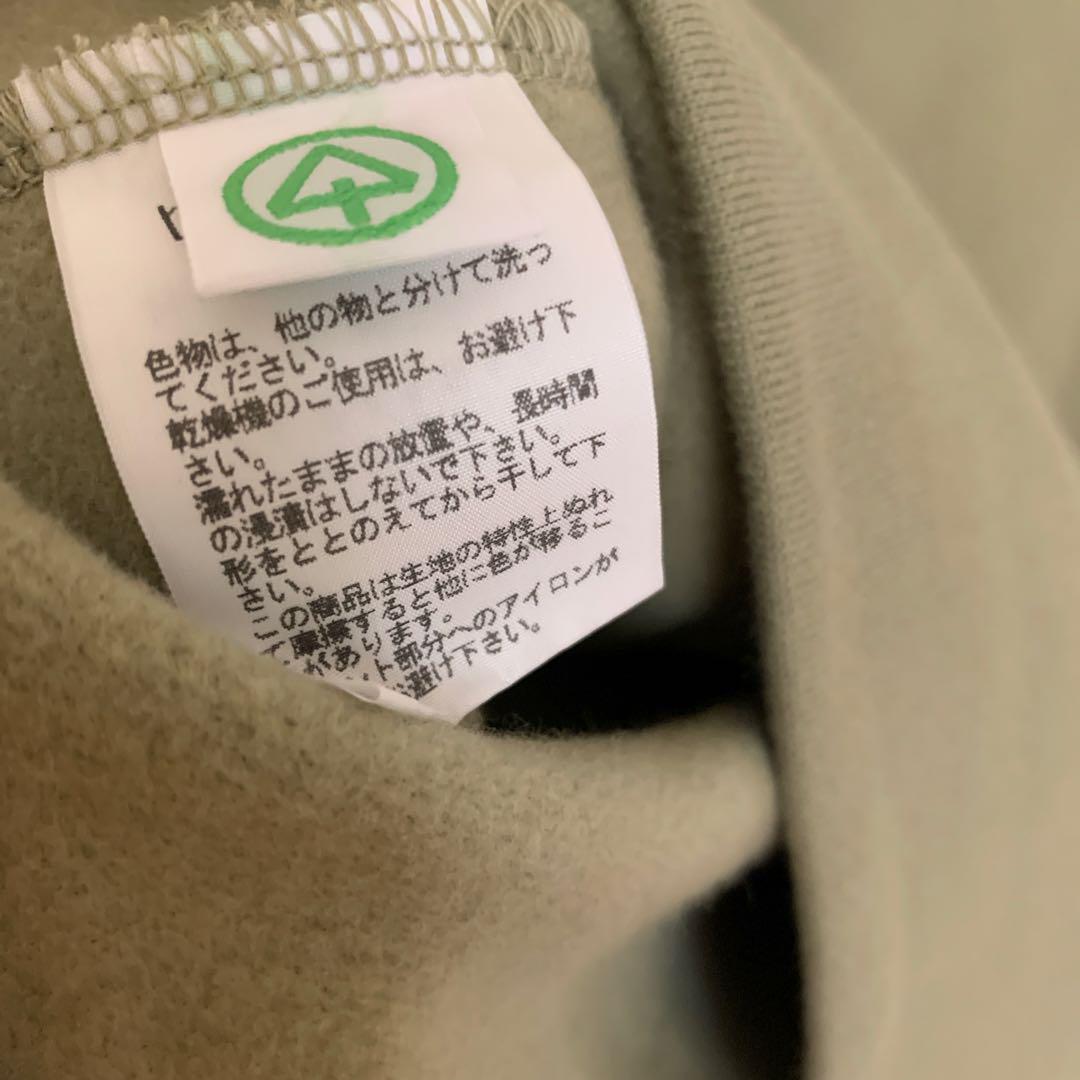 色物は、他の物と分けて洗っ
てください。
乾燥機のご使用は、お避け下
さい。
濡れたままの放置や、長時間
の浸漬はしないで下さい。
形をととのえてから干して下
さい。
この商品は生地の特性上ぬれ
て摩擦すると他に色が移るこ
があります。
ト部分へのアイロンが
避け下さい。